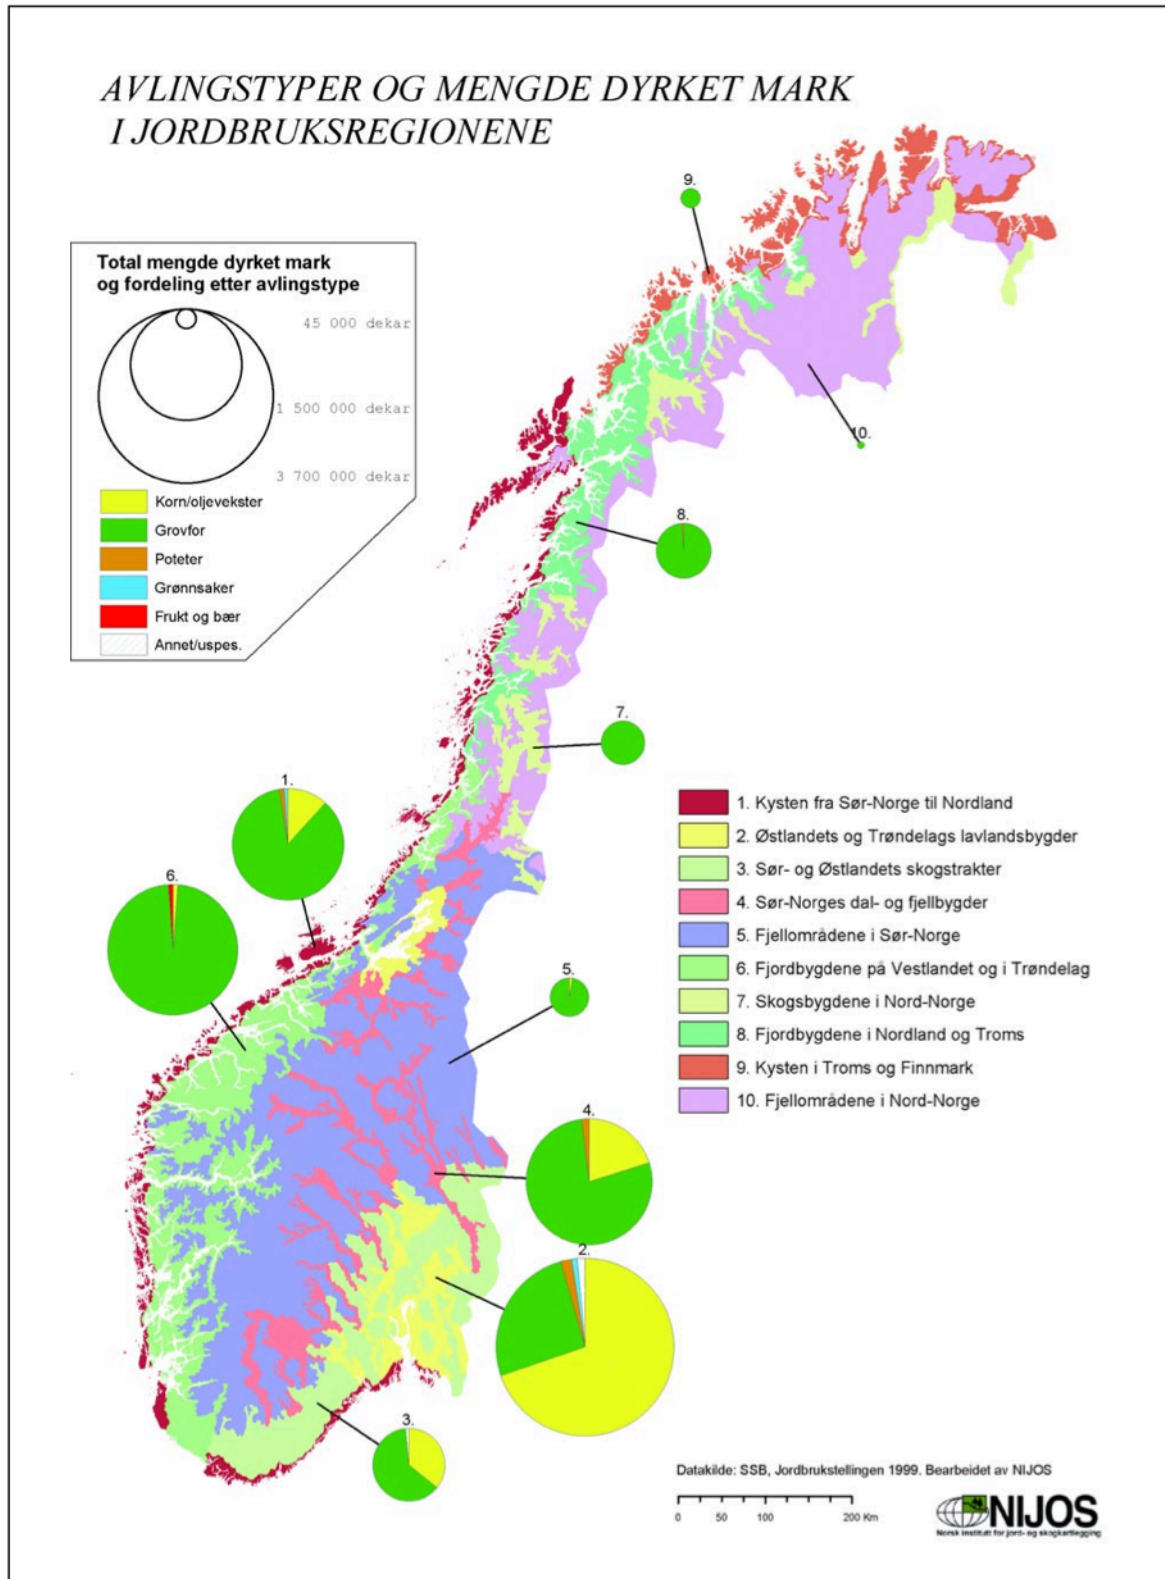 AVLINGSTYPER OG MENGDE DYRKET MARK
I JORDBRUKSREGIONENE
Total mengde dyrket mark
og fordeling etter avlingstype
45 000 dekar
1 500 000 dekar
3 700 000 dekar
Korn/oljevekster
Grovfor
Poteter
Grønnsaker
Frukt og bær
Annet/uspes.
9.
10.
8.
7.
1.
6.
5.
4.
2.
3.
1. Kysten fra Sør-Norge til Nordland
2. Østlandets og Trøndelags lavlandsbygder
3. Sør- og Østlandets skogstrakter
4. Sør-Norges dal- og fjellbygder
5. Fjellområdene i Sør-Norge
6. Fjordbygdene på Vestlandet og i Trøndelag
7. Skogsbygdene i Nord-Norge
8. Fjordbygdene i Nordland og Troms
9. Kysten i Troms og Finnmark
10. Fjellområdene i Nord-Norge
Datakilde: SSB, Jordbrukstellingen 1999. Bearbeidet av NIJOS
0 50 100 200 Km
NIJOS
Norsk institutt for jord- og skogkartlegging